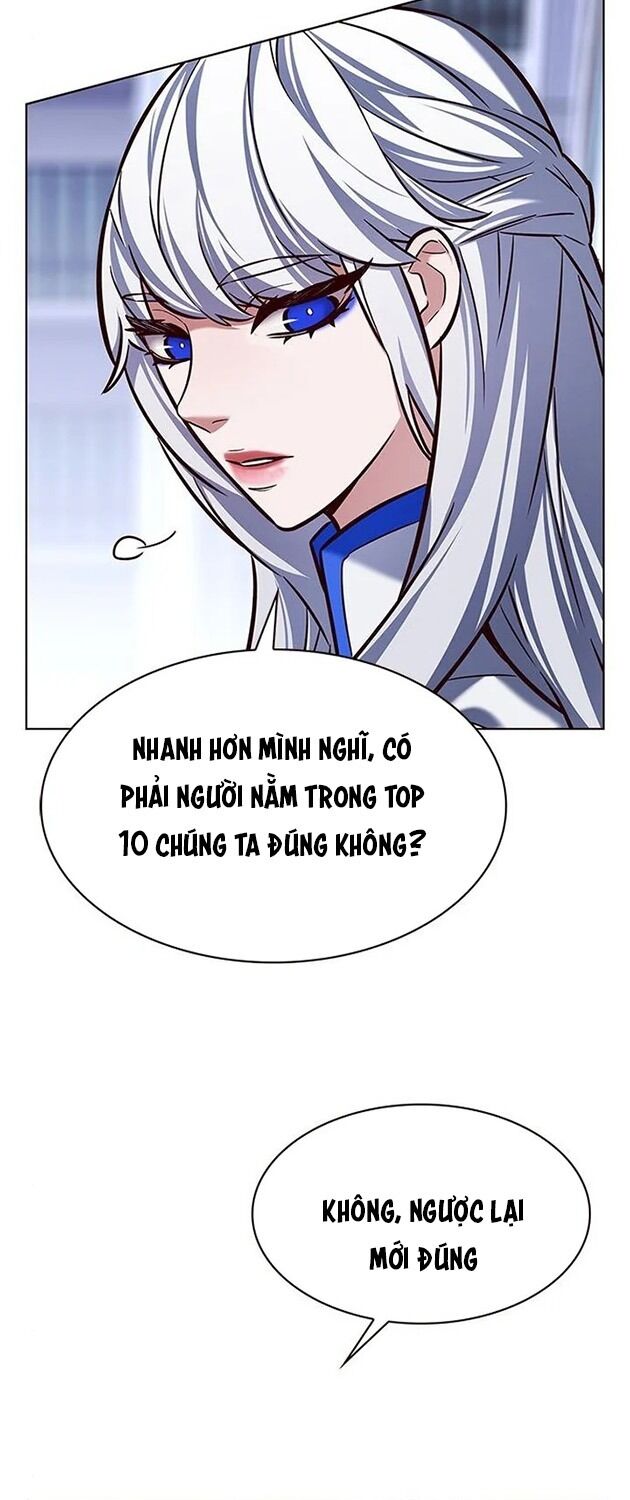 NHANH HƠN MÌNH NGHĨ, CÓ
PHẢI NGƯỜI NẰM TRONG TOP
10 CHÚNG TA ĐÚNG KHÔNG?
KHÔNG, NGƯỢC LẠI
MỚI ĐÚNG